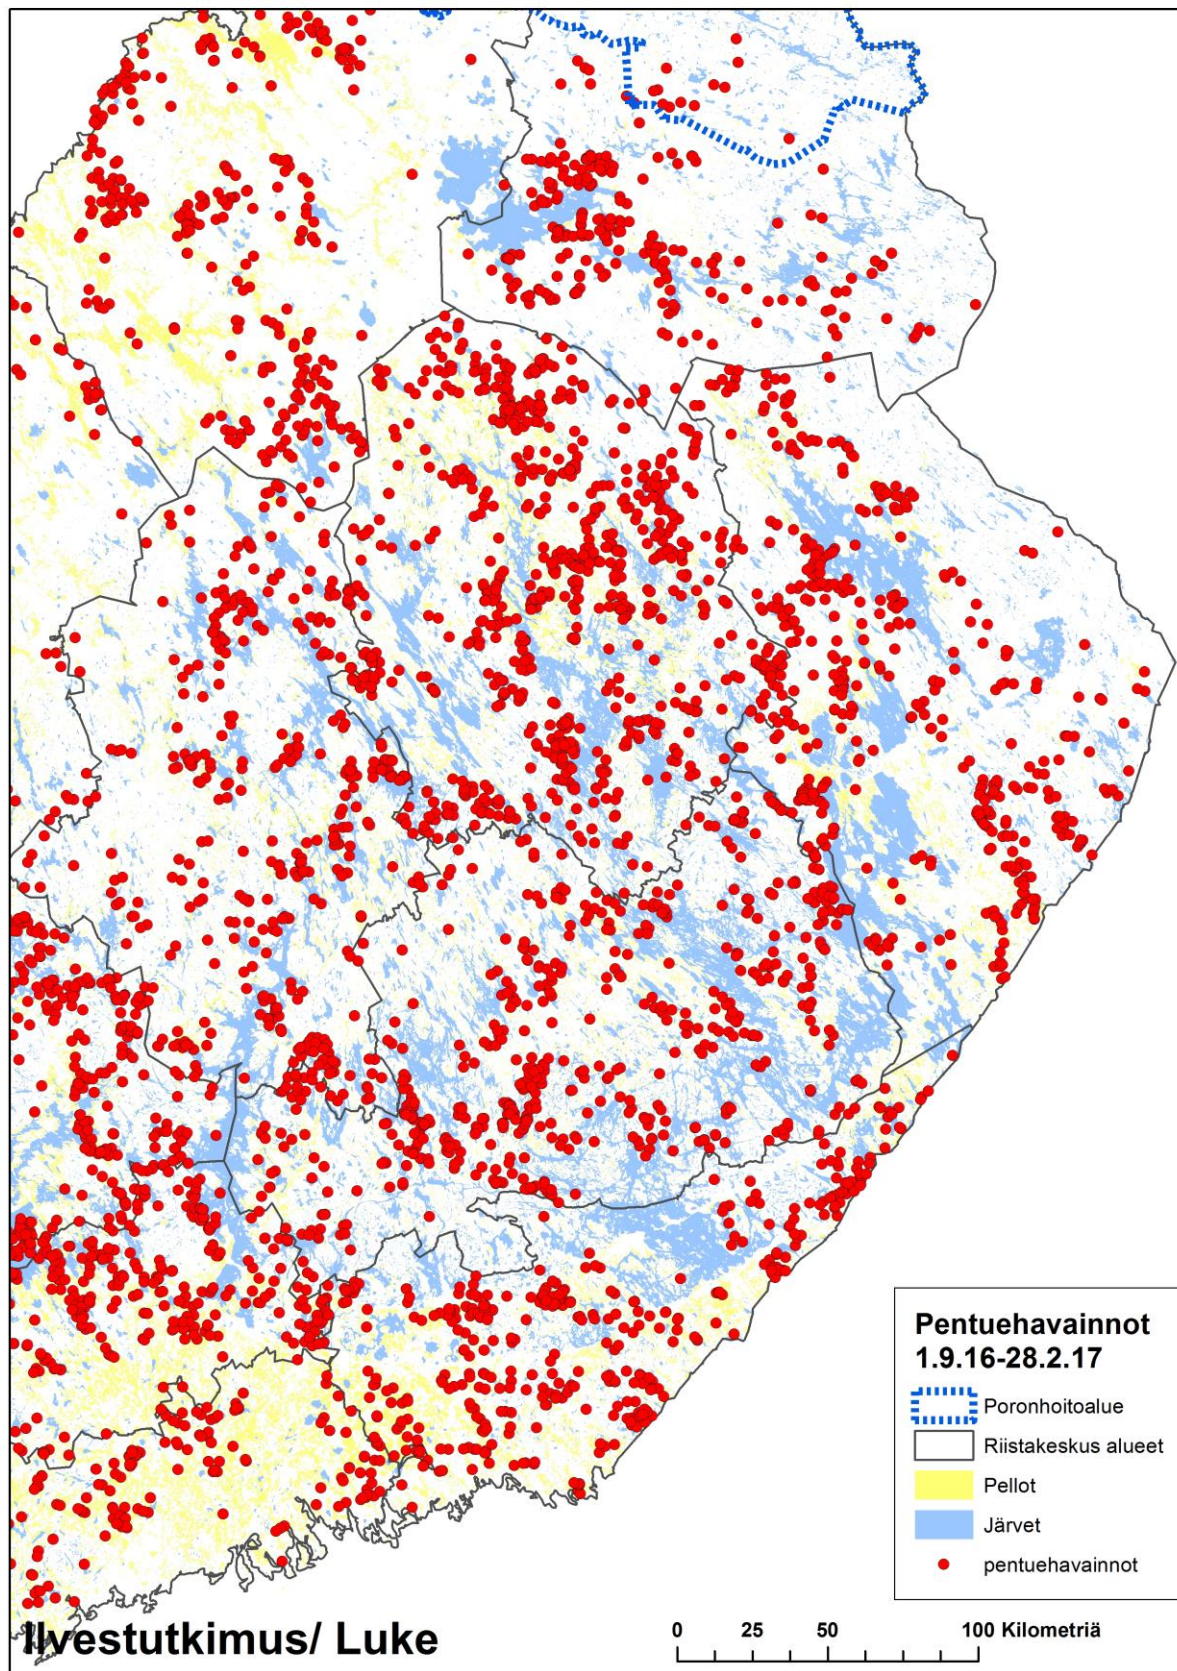 Pentuehavainnot
1.9.16-28.2.17
Poronhoitoalue
Riistakeskus alueet
Pellot
Järvet
pentuehavainnot
Ilvestutkimus/ Luke
0 25 50 100 Kilometriä